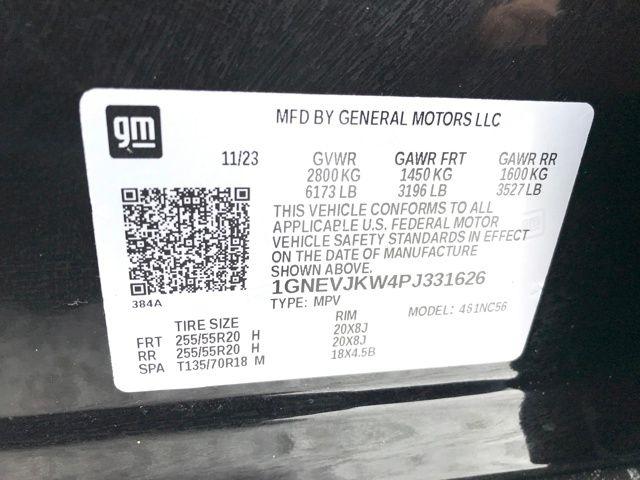 gm
MFD BY GENERAL MOTORS LLC
11/23 GVWR GAWR FRT GAWR RR
2800 KG 1450 KG 1600 KG
6173 LB 3196 LB 3527 LB
THIS VEHICLE CONFORMS TO ALL
APPLICABLE U.S. FEDERAL MOTOR
VEHICLE SAFETY STANDARDS IN EFFECT
ON THE DATE OF MANUFACTURE
SHOWN ABOVE.
384A
1GNEVJKW4PJ331626
TYPE: MPV MODEL: 4S1NC56
TIRE SIZE RIM
FRT 255/55R20 H 20X8J
RR 255/55R20 H 20X8J
SPA T135/70R18 M 18X4.5B